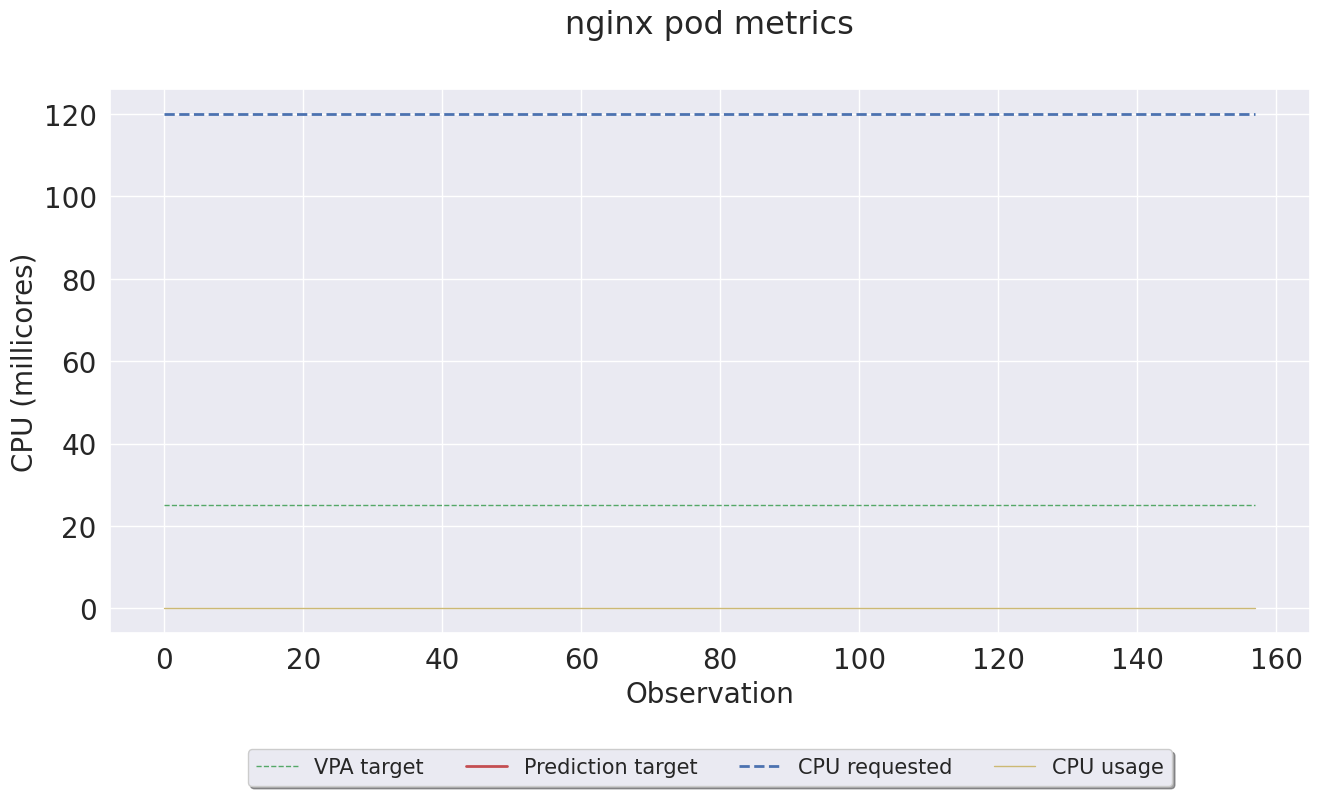 nginx pod metrics
120
100
80
60
40
20
0
CPU (millicores)
0 20 40 60 80 100 120 140 160
Observation
VPA target Prediction target CPU requested CPU usage